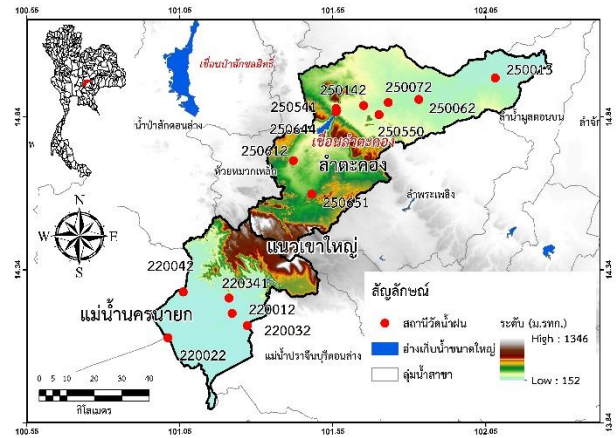 100.55 101.05 101.55 102.05
เขื่อนป่าสักชลสิทธิ์
250013
250142 250072
250541
250062
น้ำป่าสักตอนล่าง
ลำน้ำมูลตอนบน
14.84
14.84
250644
250550
เขื่อนลำตะคอง
250612
ห้วยหมวกเหล็ก
ลำตะคอง
ลำพระเพลิง
250651
N
W E
S
แนวเขาใหญ่
14.34
14.34
220042
220341
สัญลักษณ์
แม่น้ำนครนายก
220012
สถานีวัดน้ำฝน
ระดับ (ม.รทก.)
220032
High : 1346
220022
แม่น้ำปราจีนบุรีตอนล่าง
อ่างเก็บน้ำขนาดใหญ่
0 5 10 20 30 40
ลุ่มน้ำสาขา
Low : 152
กิโลเมตร
13.84
13.84
100.55 101.05 101.55 102.05